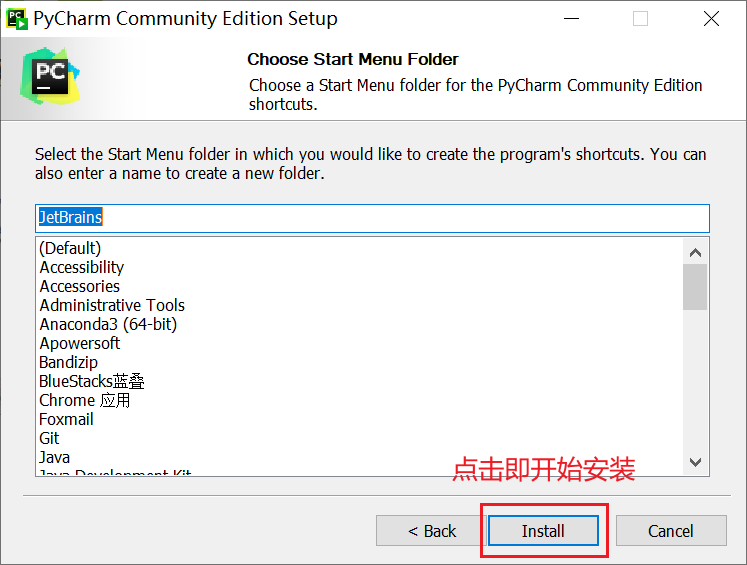 PyCharm Community Edition Setup
PC
Choose Start Menu Folder
Choose a Start Menu folder for the PyCharm Community Edition
shortcuts.
Select the Start Menu folder in which you would like to create the program's shortcuts. You can
also enter a name to create a new folder.
JetBrains
(Default)
Accessibility
Accessories
Administrative Tools
Anaconda3 (64-bit)
Apowersoft
Bandizip
BlueStacks蓝叠
Chrome 应用
Foxmail
Git
Java
Java Development Kit
点击即开始安装
< Back
Install
Cancel